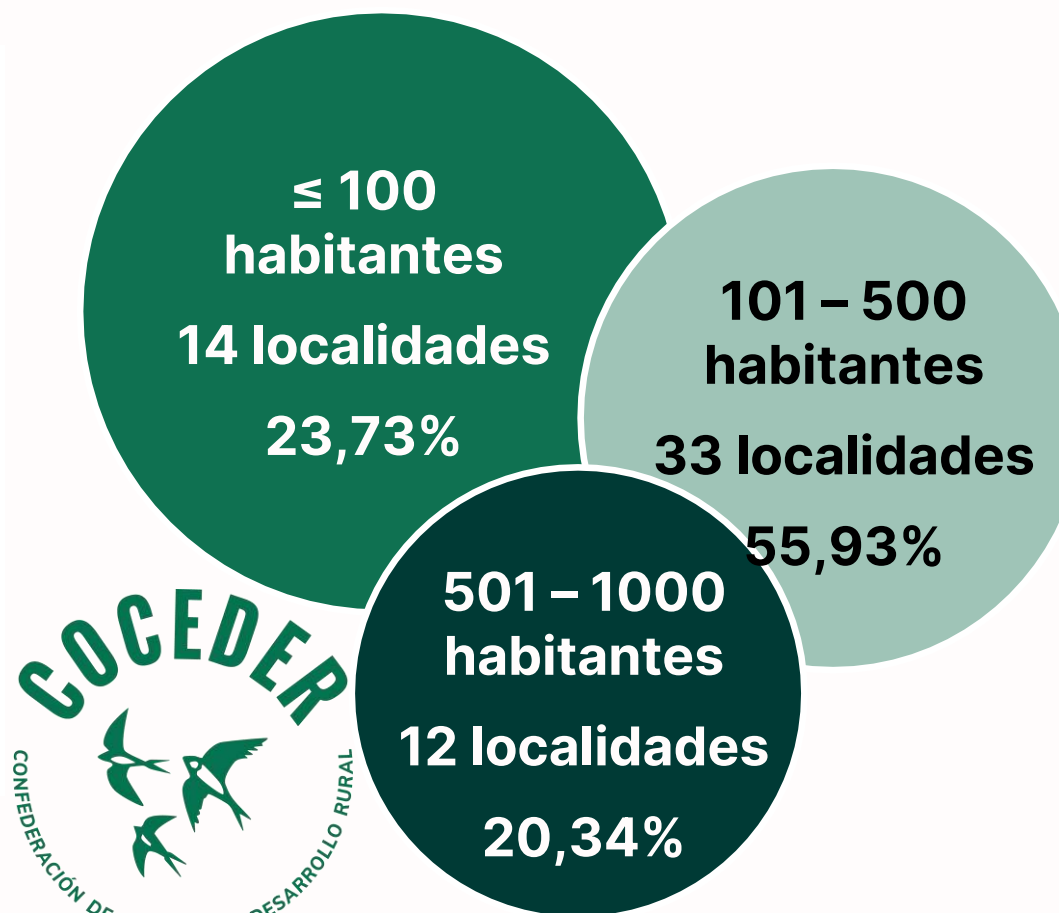 ≤ 100
habitantes
14 localidades
23,73%
101 – 500
habitantes
33 localidades
55,93%
501 – 1000
habitantes
12 localidades
20,34%
COCEDER
CONFEDERACIÓN DE
DESARROLLO RURAL